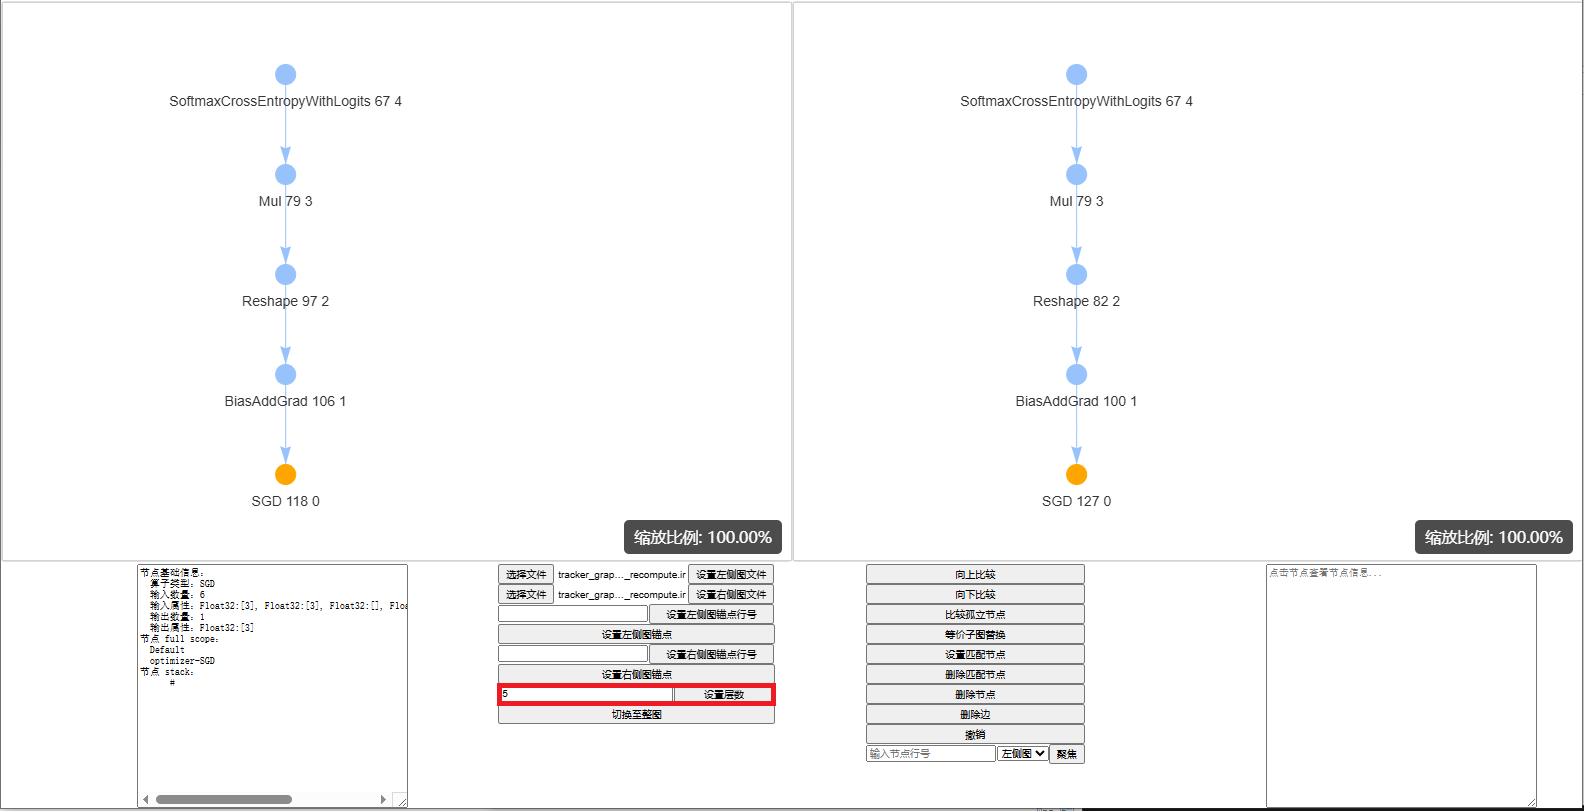 SoftmaxCrossEntropyWithLogits 67 4
Mul 79 3
Reshape 97 2
BiasAddGrad 106 1
SGD 118 0
缩放比例: 100.00%
SoftmaxCrossEntropyWithLogits 67 4
Mul 79 3
Reshape 82 2
BiasAddGrad 100 1
SGD 127 0
缩放比例: 100.00%
节点基础信息:
算子类型: SGD
输入数量: 6
输入属性: Float32:[3], Float32:[3], Float32:[], Floa
输出数量: 1
输出属性: Float32:[3]
节点 full scope:
Default
optimizer-SGD
节点 stack:
#
选择文件 tracker_grap..._recompute.ir 设置左侧图文件
选择文件 tracker_grap..._recompute.ir 设置右侧图文件
设置左侧图锚点行号
设置左侧图锚点
设置右侧图锚点行号
设置右侧图锚点
5 设置层数
切换至整图
向上比较
向下比较
比较孤立节点
等价子图替换
设置匹配节点
删除匹配节点
删除节点
删除边
撤销
输入节点行号 左侧图 聚焦
点击节点查看节点信息...